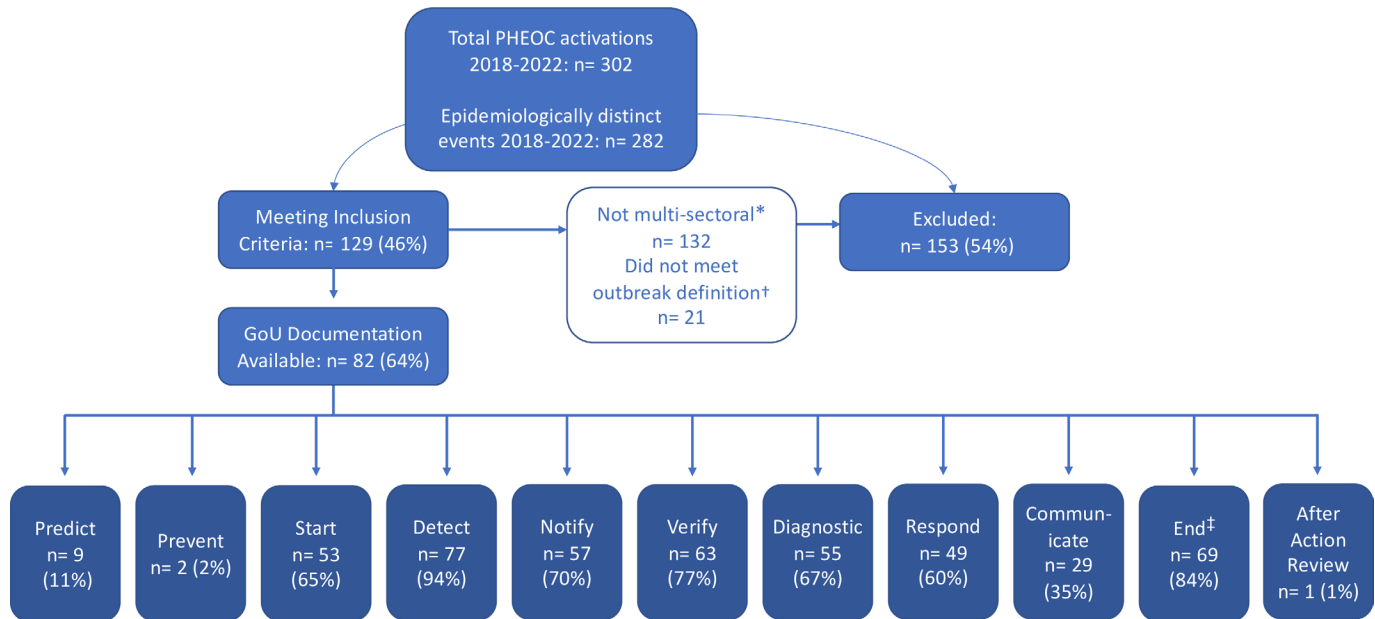 Total PHEOC activations
2018-2022: n= 302
Epidemiologically distinct
events 2018-2022: n= 282
Meeting Inclusion
Criteria: n= 129 (46%)
Not multi-sectoral*
n= 132
Did not meet
outbreak definition†
n= 21
Excluded:
n= 153 (54%)
GoU Documentation
Available: n= 82 (64%)
Predict
n= 9
(11%)
Prevent
n= 2 (2%)
Start
n= 53
(65%)
Detect
n= 77
(94%)
Notify
n= 57
(70%)
Verify
n= 63
(77%)
Diagnostic
n= 55
(67%)
Respond
n= 49
(60%)
Commun-
icate
n= 29
(35%)
End‡
n= 69
(84%)
After
Action
Review
n= 1 (1%)